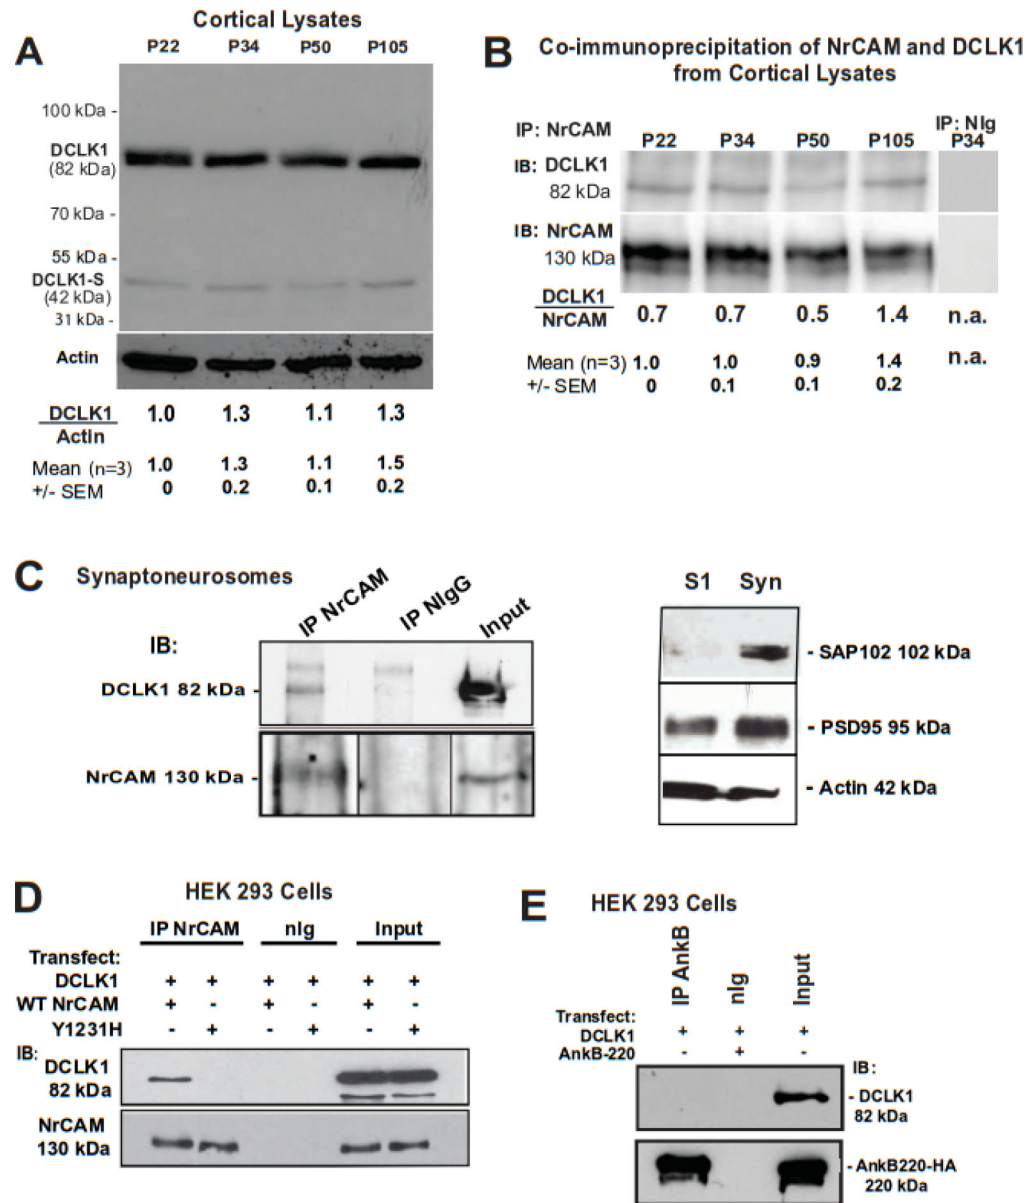 A
Cortical Lysates
P22 P34 P50 P105
100 kDa -
DCLK1
(82 kDa)
70 kDa -
55 kDa -
DCLK1-S
(42 kDa)
31 kDa -
Actin
DCLK1 1.0 1.3 1.1 1.3
Actin
Mean (n=3) 1.0 1.3 1.1 1.5
+/- SEM 0 0.2 0.1 0.2
B
Co-immunoprecipitation of NrCAM and DCLK1
from Cortical Lysates
IP: NrCAM P22 P34 P50 P105
IP: NIg
P34
IB: DCLK1
82 kDa
IB: NrCAM
130 kDa
DCLK1
NrCAM 0.7 0.7 0.5 1.4 n.a.
Mean (n=3) 1.0 1.0 0.9 1.4 n.a.
+/- SEM 0 0.1 0.1 0.2
C
Synaptoneurosomes
IP NrCAM IP NIgG Input
IB:
DCLK1 82 kDa -
NrCAM 130 kDa -
S1 Syn
- SAP102 102 kDa
- PSD95 95 kDa
- Actin 42 kDa
D
HEK 293 Cells
IP NrCAM nIg Input
Transfect:
DCLK1 + + + + + +
WT NrCAM + - + - + -
Y1231H - + - + - +
IB:
DCLK1
82 kDa
NrCAM
130 kDa
E
HEK 293 Cells
IP AnkB nIg Input
Transfect:
DCLK1 + + +
AnkB-220 - + -
IB:
- DCLK1
82 kDa
- AnkB220-HA
220 kDa